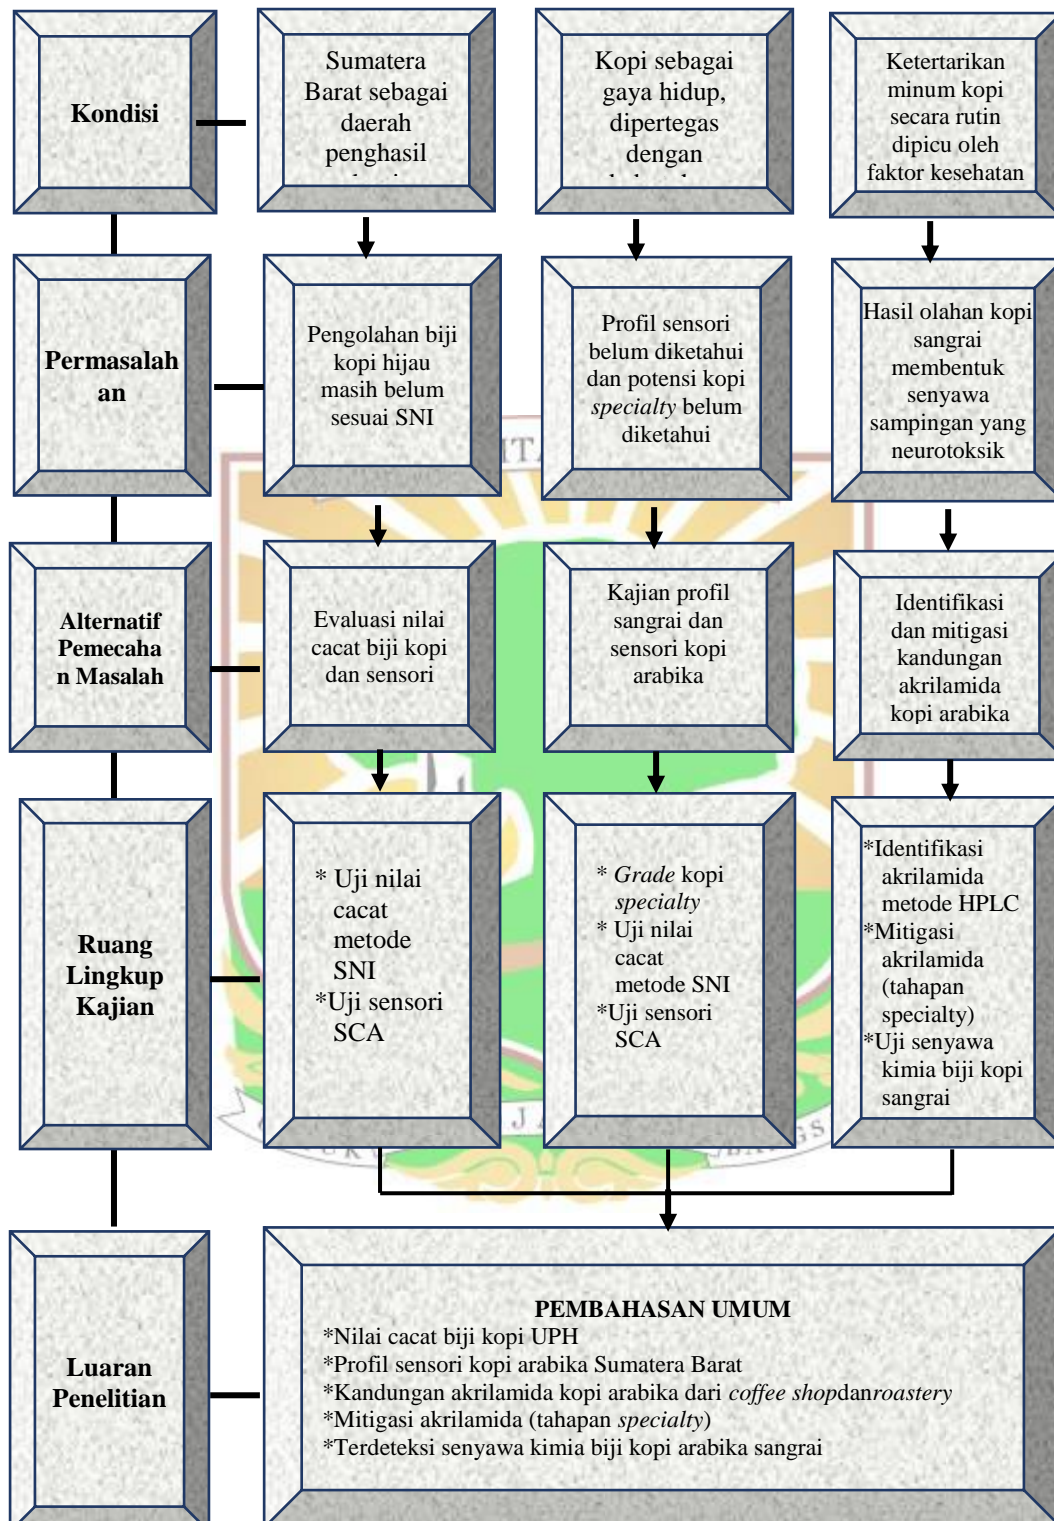 Kondisi
Sumatera
Barat sebagai
daerah
penghasil
Kopi sebagai
gaya hidup,
dipertegas
dengan
Ketertarikan
minum kopi
secara rutin
dipicu oleh
faktor kesehatan
Permasalah
an
Pengolahan biji
kopi hijau
masih belum
sesuai SNI
Profil sensori
belum diketahui
dan potensi kopi
specialty belum
diketahui
Hasil olahan kopi
sangrai
membentuk
senyawa
sampingan yang
neurotoksik
Alternatif
Pemecaha
n Masalah
Evaluasi nilai
cacat biji kopi
dan sensori
Kajian profil
sangrai dan
sensori kopi
arabika
Identifikasi
dan mitigasi
kandungan
akrilamida
kopi arabika
Ruang
Lingkup
Kajian
* Uji nilai
cacat
metode
SNI
*Uji sensori
SCA
* Grade kopi
specialty
* Uji nilai
cacat
metode SNI
*Uji sensori
SCA
*Identifikasi
akrilamida
metode HPLC
*Mitigasi
akrilamida
(tahapan
specialty)
*Uji senyawa
kimia biji kopi
sangrai
Luaran
Penelitian
PEMBAHASAN UMUM
*Nilai cacat biji kopi UPH
*Profil sensori kopi arabika Sumatera Barat
*Kandungan akrilamida kopi arabika dari coffee shopdanroastery
*Mitigasi akrilamida (tahapan specialty)
*Terdeteksi senyawa kimia biji kopi arabika sangrai